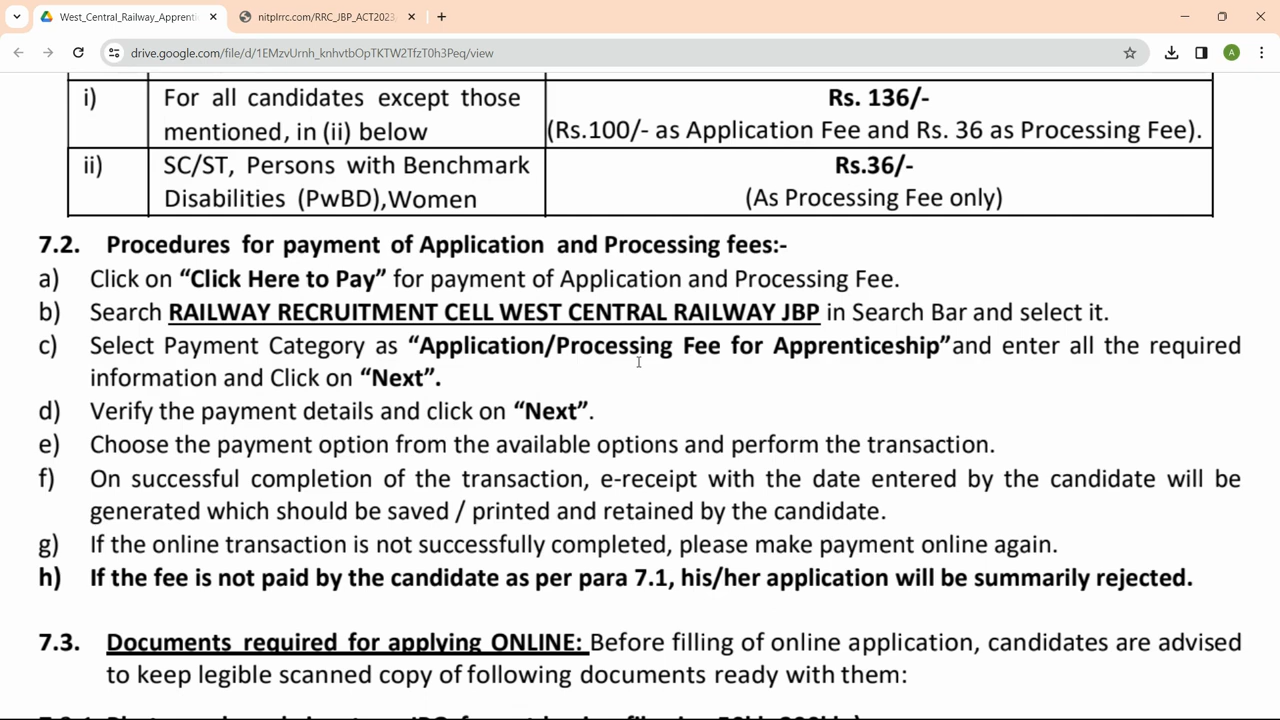 West_Central_Railway_Apprenti
nitplrrc.com/RRC_JBP_ACT2023/
drive.google.com/file/d/1EMzvUrnh_knhvtbOpTKTW2TfzT0h3Peq/view
A
i) For all candidates except those mentioned, in (ii) below
Rs. 136/-
(Rs.100/- as Application Fee and Rs. 36 as Processing Fee).
ii) SC/ST, Persons with Benchmark Disabilities (PwBD),Women
Rs.36/-
(As Processing Fee only)
7.2. Procedures for payment of Application and Processing fees:-
a) Click on “Click Here to Pay” for payment of Application and Processing Fee.
b) Search RAILWAY RECRUITMENT CELL WEST CENTRAL RAILWAY JBP in Search Bar and select it.
c) Select Payment Category as “Application/Processing Fee for Apprenticeship”and enter all the required
information and Click on “Next”.
d) Verify the payment details and click on “Next”.
e) Choose the payment option from the available options and perform the transaction.
f) On successful completion of the transaction, e-receipt with the date entered by the candidate will be
generated which should be saved / printed and retained by the candidate.
g) If the online transaction is not successfully completed, please make payment online again.
h) If the fee is not paid by the candidate as per para 7.1, his/her application will be summarily rejected.
7.3. Documents required for applying ONLINE: Before filling of online application, candidates are advised
to keep legible scanned copy of following documents ready with them: